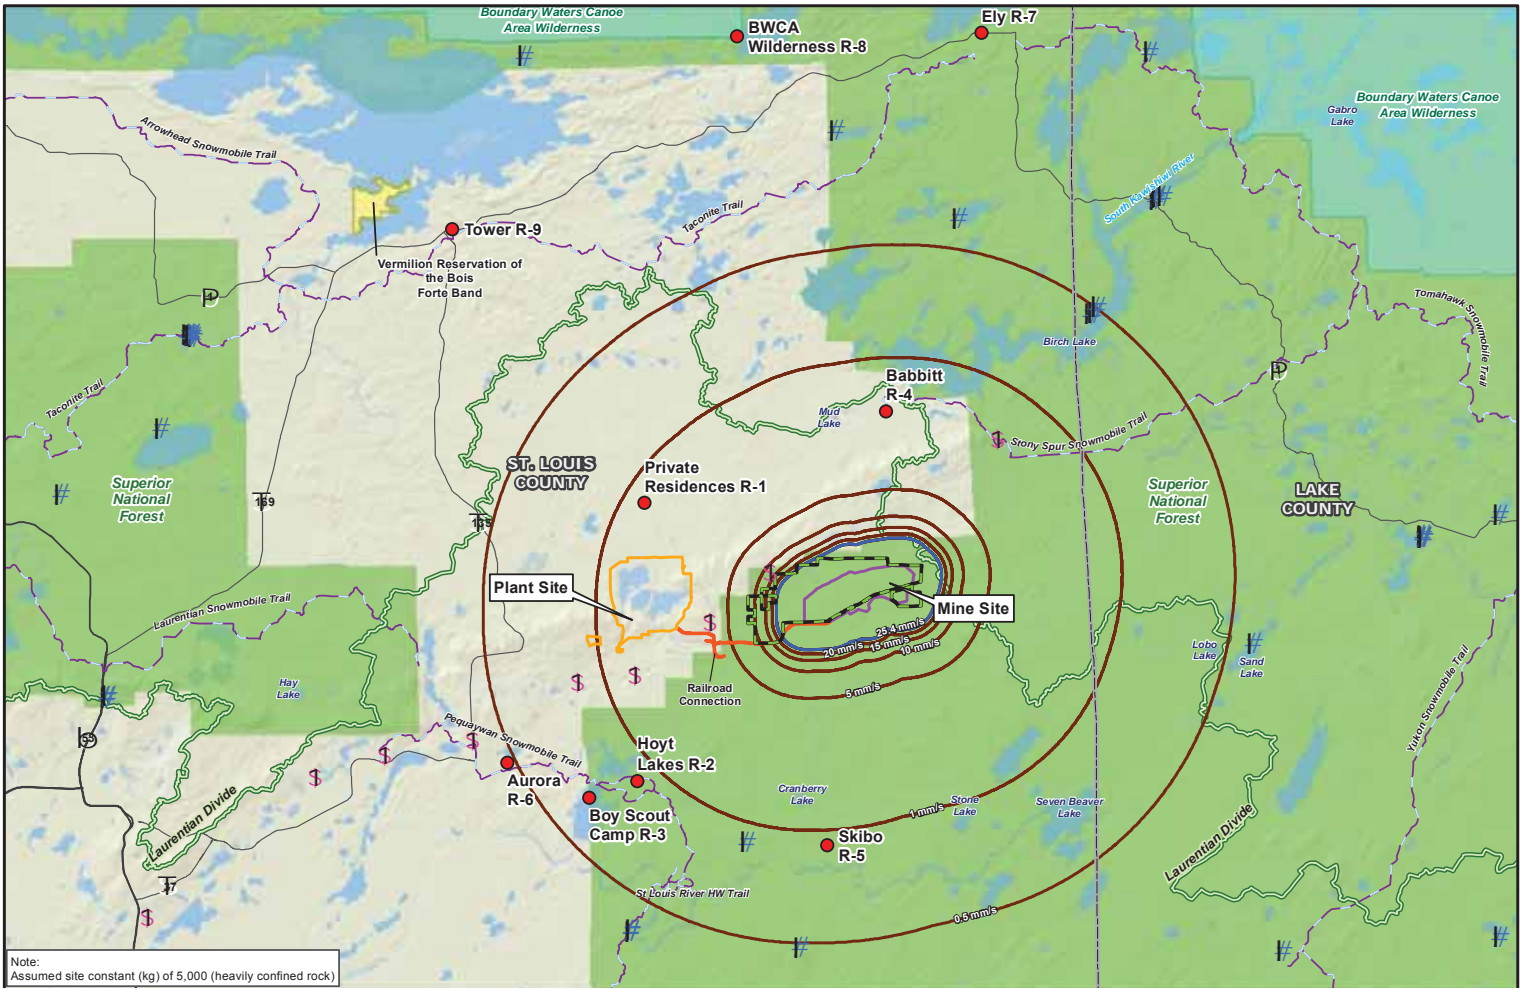 Boundary Waters Canoe
Area Wilderness
BWCA
Wilderness R-8
Ely R-7
Boundary Waters Canoe
Area Wilderness
Gabro
Lake
Arrowhead Snowmobile Trail
South Kawishiwi River
Taconite Trail
Tower R-9
Vermilion Reservation of
the Bois
Forte Band
Tomahawk Snowmobile Trail
Birch Lake
Taconite Trail
Babbitt
R-4
Mud
Lake
Stony Spur Snowmobile Trail
ST. LOUIS
COUNTY
Private
Residences R-1
Superior
National
Forest
Superior
National
Forest
LAKE
COUNTY
169
135
Plant Site
Mine Site
Laurentian Snowmobile Trail
25.4 mm/s
20 mm/s
15 mm/s
10 mm/s
5 mm/s
Lobo
Lake
Sand
Lake
Hay
Lake
Railroad
Connection
Yukon Snowmobile Trail
Pequaywan Snowmobile Trail
53
Hoyt
Lakes R-2
Aurora
R-6
Boy Scout
Camp R-3
Cranberry
Lake
Stone
Lake
Seven Beaver
Lake
1 mm/s
Laurentian Divide
Laurentian Divide
Skibo
R-5
37
St Louis River HW Trail
0.5 mm/s
Note:
Assumed site constant (kg) of 5,000 (heavily confined rock)